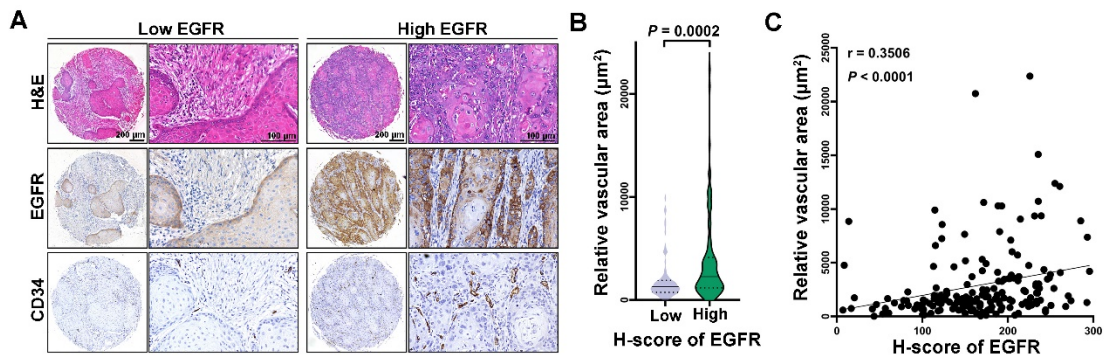 A
Low EGFR
High EGFR
H&E
200 μm
100 μm
200 μm
100 μm
EGFR
CD34
B
P = 0.0002
Relative vascular area (μm²)
20000
10000
0
Low
High
H-score of EGFR
C
r = 0.3506
P < 0.0001
Relative vascular area (μm²)
25000
20000
15000
10000
5000
0
0
100
200
300
H-score of EGFR